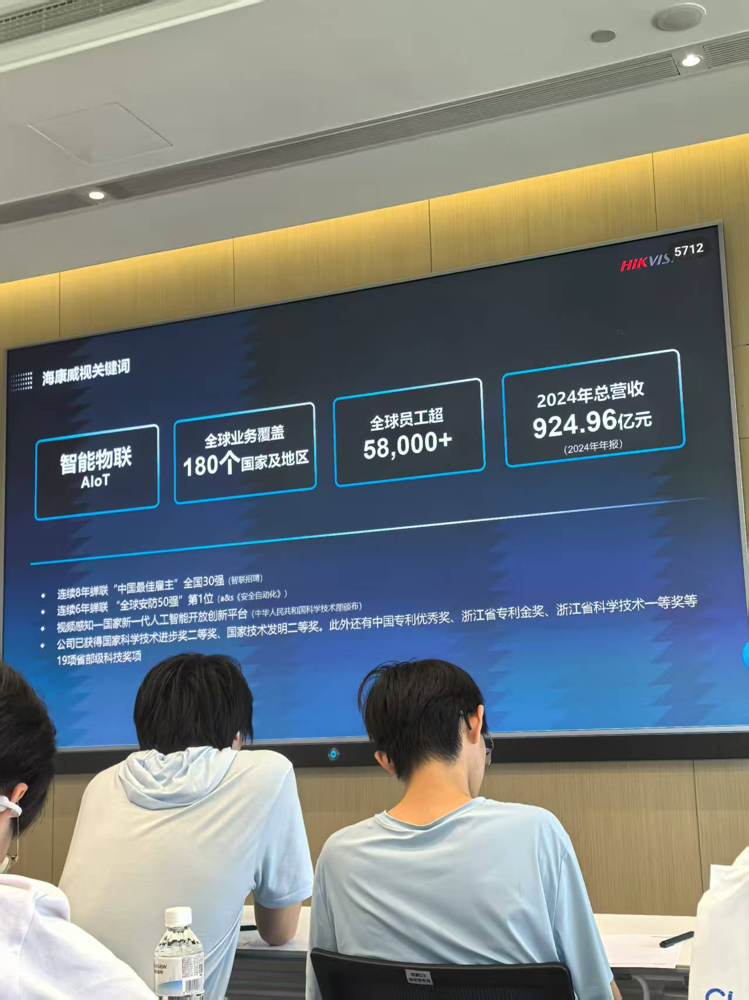 5712
HIKVIS
海康威视关键词
智能物联
AIoT
全球业务覆盖
180个国家及地区
全球员工超
58,000+
2024年总营收
924.96亿元
(2024年年报)
• 连续8年蝉联“中国最佳雇主”全国30强 (智联招聘)
• 连续6年蝉联 “全球安防50强”第1位 (a&s《安全自动化》)
• 视频感知—国家新一代人工智能开放创新平台 (中华人民共和国科学技术部颁布)
• 公司已获得国家科学技术进步奖二等奖、国家技术发明二等奖。此外还有中国专利优秀奖、浙江省专利金奖、浙江省科学技术一等奖等
19项省部级科技奖项